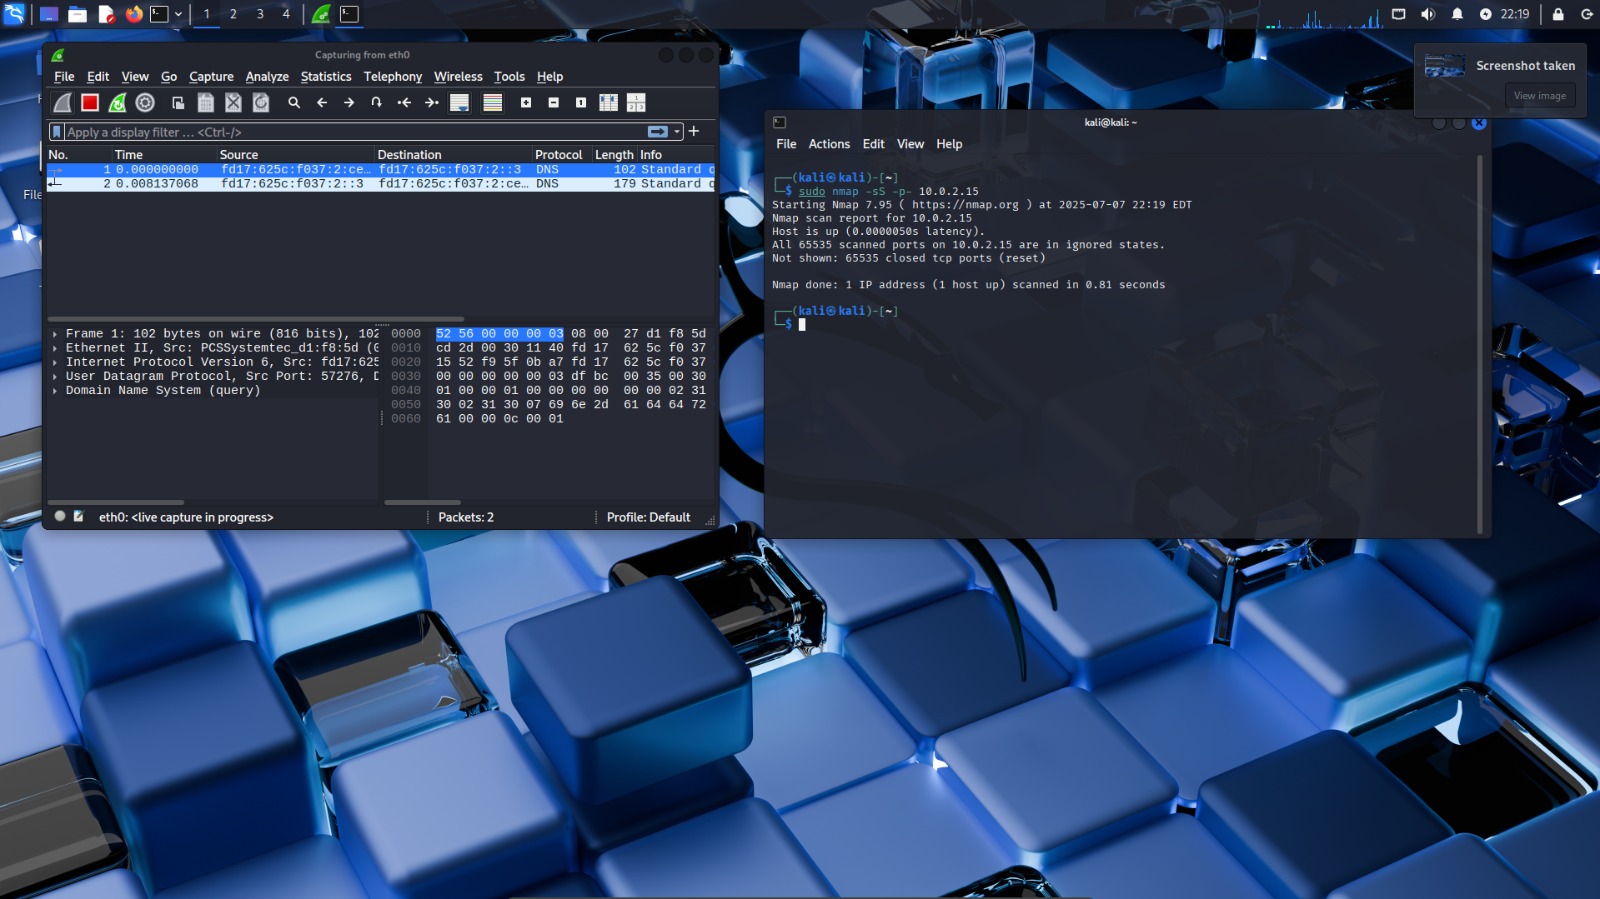 1 2 3 4
22:19
Screenshot taken
View image
File
Capturing from eth0
File Edit View Go Capture Analyze Statistics Telephony Wireless Tools Help
Apply a display filter … <Ctrl-/>
No. Time Source Destination Protocol Length Info
1 0.000000000 fd17:625c:f037:2:ce… fd17:625c:f037:2::3 DNS 102 Standard q
2 0.008137068 fd17:625c:f037:2::3 fd17:625c:f037:2:ce… DNS 179 Standard q
Frame 1: 102 bytes on wire (816 bits), 102
Ethernet II, Src: PCSSystemtec_d1:f8:5d (0
Internet Protocol Version 6, Src: fd17:625
User Datagram Protocol, Src Port: 57276, D
Domain Name System (query)
0000 52 56 00 00 00 03 08 00 27 d1 f8 5d
0010 cd 2d 00 30 11 40 fd 17 62 5c f0 37
0020 15 52 f9 5f 0b a7 fd 17 62 5c f0 37
0030 00 00 00 00 00 03 df bc 00 35 00 30
0040 01 00 00 01 00 00 00 00 00 00 02 31
0050 30 02 31 30 07 69 6e 2d 61 64 64 72
0060 61 00 00 0c 00 01
eth0: <live capture in progress> Packets: 2 Profile: Default
kali@kali: ~
File Actions Edit View Help
(kali㉿kali)-[~]
$ sudo nmap -sS -p- 10.0.2.15
Starting Nmap 7.95 ( https://nmap.org ) at 2025-07-07 22:19 EDT
Nmap scan report for 10.0.2.15
Host is up (0.0000050s latency).
All 65535 scanned ports on 10.0.2.15 are in ignored states.
Not shown: 65535 closed tcp ports (reset)
Nmap done: 1 IP address (1 host up) scanned in 0.81 seconds
(kali㉿kali)-[~]
$